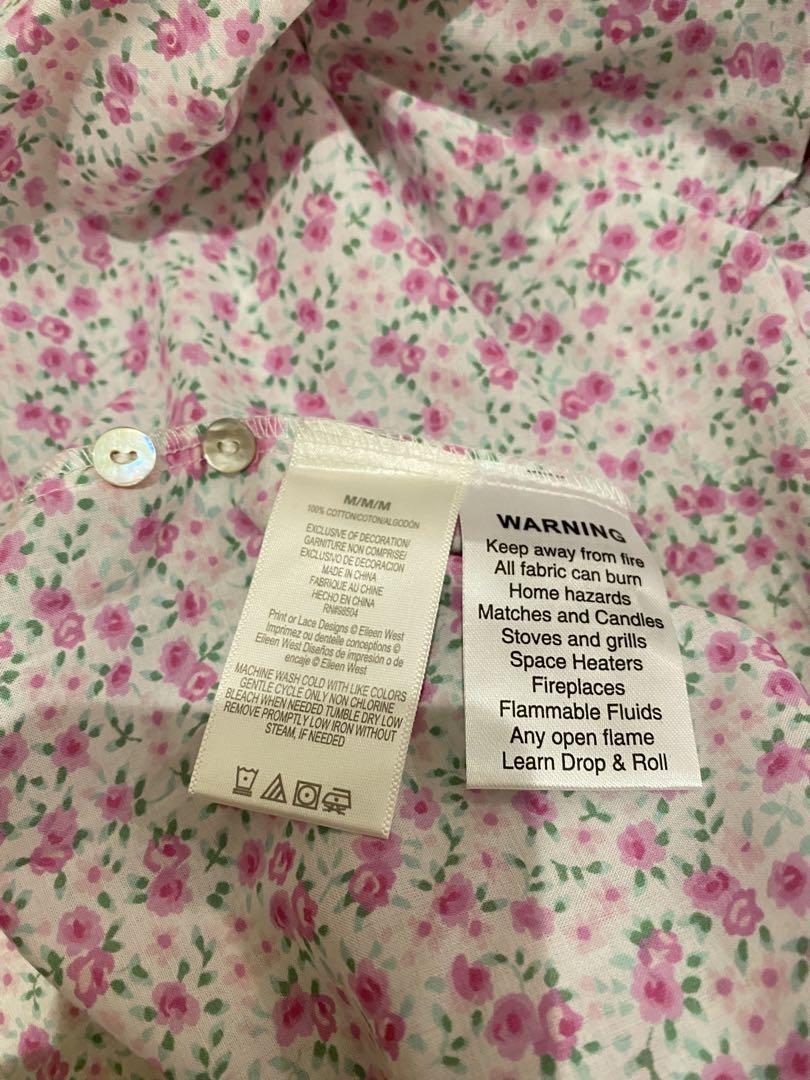 M/M/M
100% COTTON/COTON/ALGODÓN
EXCLUSIVE OF DECORATION/
GARNITURE NON COMPRISE/
EXCLUSIVO DE DECORACION
MADE IN CHINA
FABRIQUE AU CHINE
HECHO EN CHINA
RN#98504
Print or Lace Designs © Eileen West
Imprimez ou dentelle conceptions ©
Eileen West Diseños de impresión o de
encaje © Eileen West
MACHINE WASH COLD WITH LIKE COLORS
GENTLE CYCLE ONLY NON CHLORINE
BLEACH WHEN NEEDED TUMBLE DRY LOW
REMOVE PROMPTLY LOW IRON WITHOUT
STEAM, IF NEEDED
WARNING
Keep away from fire
All fabric can burn
Home hazards
Matches and Candles
Stoves and grills
Space Heaters
Fireplaces
Flammable Fluids
Any open flame
Learn Drop & Roll